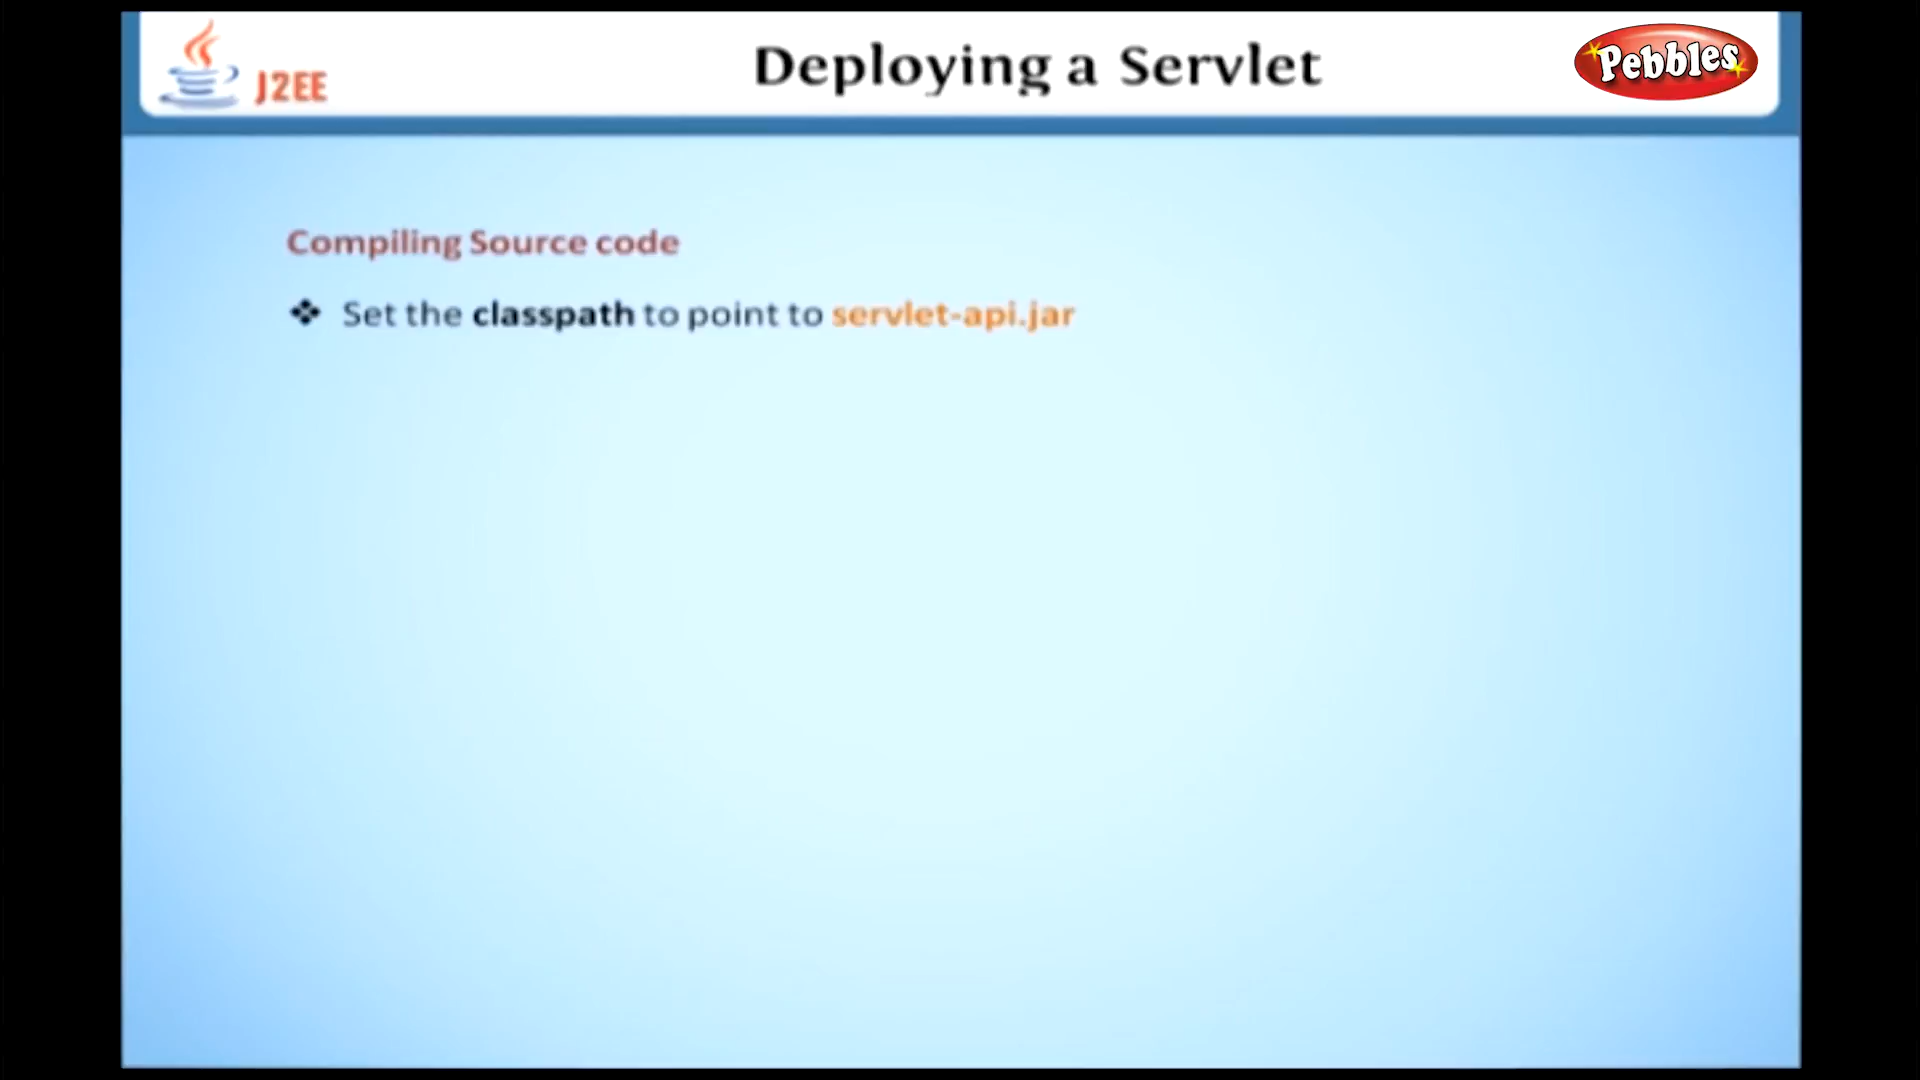 J2EE
Deploying a Servlet
Pebbles
Compiling Source code
❖ Set the classpath to point to servlet-api.jar